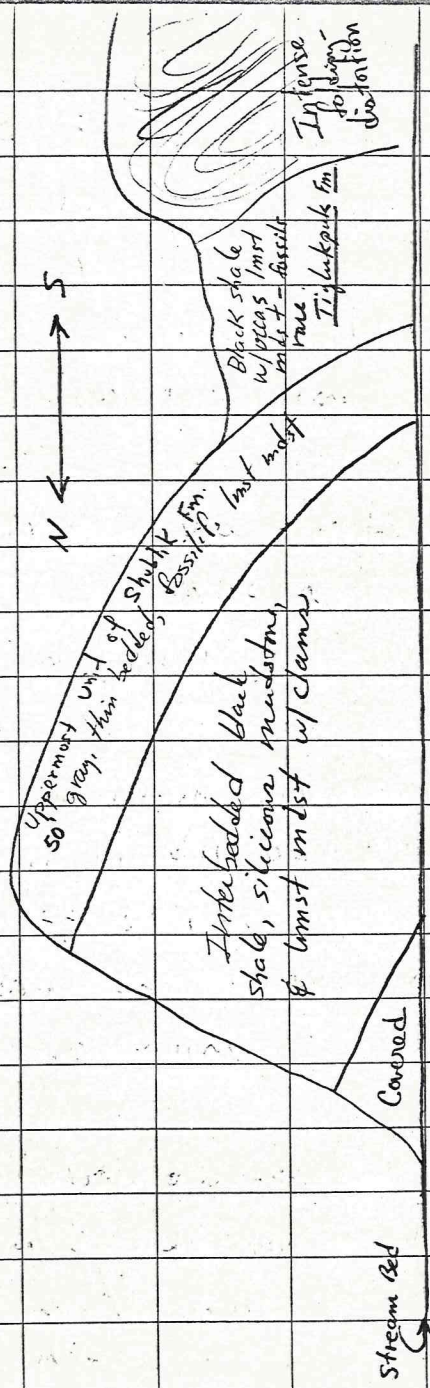 N S
Uppermost unit of Shublik Fm.
50 gray, thin bedded, fossilif, lmst mdst
Interbedded black
shale, siliceous mudstone,
& lmst mdst w/ clams
Covered
Stream Bed
Black shale
w/occas lmst
mdst - fossils
rare.
Tiglukpuk Fm
Intense
folding-
distortion